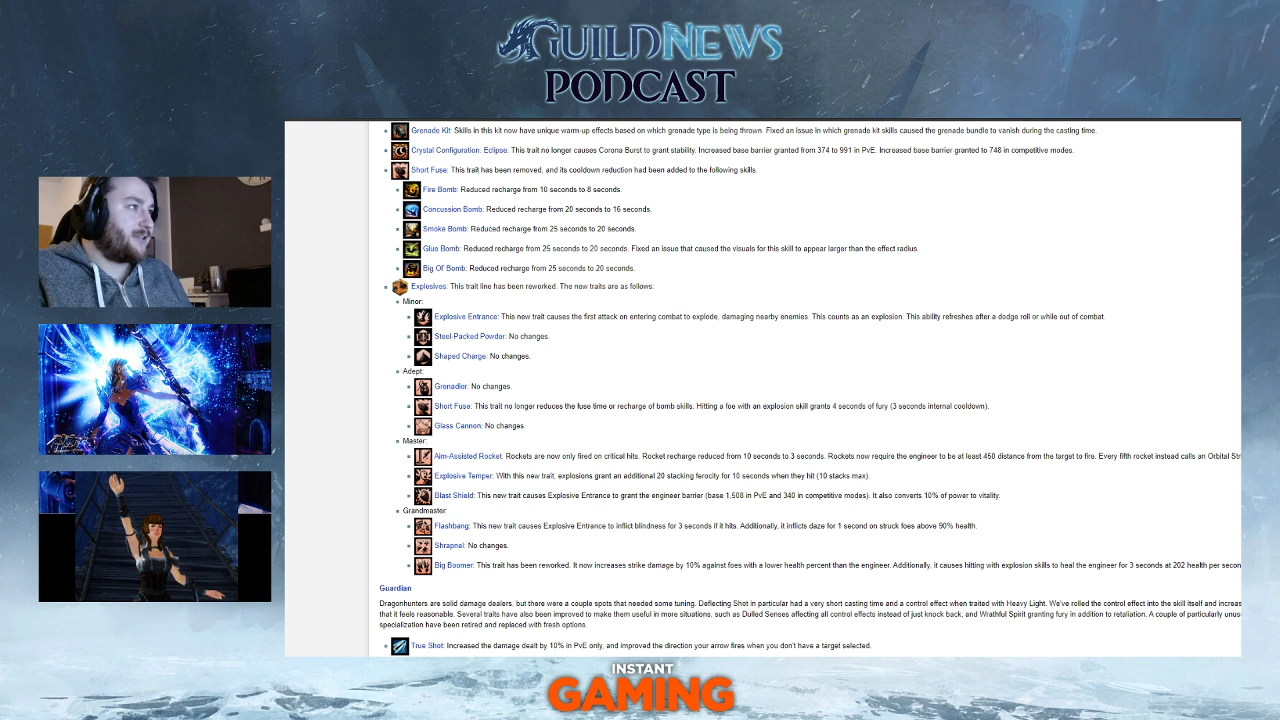 GUILDNEWS
PODCAST
Grenade Kit: Skills in this kit now have unique warm-up effects based on which grenade type is being thrown. Fixed an issue in which grenade kit skills caused the grenade bundle to vanish during the casting time.
Crystal Configuration: Eclipse: This trait no longer causes Corona Burst to grant stability. Increased base barrier granted from 374 to 991 in PvE. Increased base barrier granted to 748 in competitive modes.
Short Fuse: This trait has been removed, and its cooldown reduction had been added to the following skills.
Fire Bomb: Reduced recharge from 10 seconds to 8 seconds.
Concussion Bomb: Reduced recharge from 20 seconds to 16 seconds.
Smoke Bomb: Reduced recharge from 25 seconds to 20 seconds.
Glue Bomb: Reduced recharge from 25 seconds to 20 seconds. Fixed an issue that caused the visuals for this skill to appear larger than the effect radius.
Big Ol' Bomb: Reduced recharge from 25 seconds to 20 seconds.
Explosives: This trait line has been reworked. The new traits are as follows:
Minor:
Explosive Entrance: This new trait causes the first attack on entering combat to explode, damaging nearby enemies. This counts as an explosion. This ability refreshes after a dodge roll or while out of combat.
Steel-Packed Powder: No changes.
Shaped Charge: No changes.
Adept:
Grenadier: No changes.
Short Fuse: This trait no longer reduces the fuse time or recharge of bomb skills. Hitting a foe with an explosion skill grants 4 seconds of fury (3 seconds internal cooldown).
Glass Cannon: No changes.
Master:
Aim-Assisted Rocket: Rockets are now only fired on critical hits. Rocket recharge reduced from 10 seconds to 3 seconds. Rockets now require the engineer to be at least 450 distance from the target to fire. Every fifth rocket instead calls an Orbital Str
Explosive Temper: With this new trait, explosions grant an additional 20 stacking ferocity for 10 seconds when they hit (10 stacks max).
Blast Shield: This new trait causes Explosive Entrance to grant the engineer barrier (base 1,508 in PvE and 340 in competitive modes). It also converts 10% of power to vitality.
Grandmaster:
Flashbang: This new trait causes Explosive Entrance to inflict blindness for 3 seconds if it hits. Additionally, it inflicts daze for 1 second on struck foes above 90% health.
Shrapnel: No changes.
Big Boomer: This trait has been reworked. It now increases strike damage by 10% against foes with a lower health percent than the engineer. Additionally, it causes hitting with explosion skills to heal the engineer for 3 seconds at 202 health per secon
Guardian
Dragonhunters are solid damage dealers, but there were a couple spots that needed some tuning. Deflecting Shot in particular had a very short casting time and a control effect when traited with Heavy Light. We've rolled the control effect into the skill itself and increas
that it feels reasonable. Several traits have also been improved to make them useful in more situations, such as Dulled Senses affecting all control effects instead of just knock back, and Wrathful Spirit granting fury in addition to retaliation. A couple of particularly unus
specialization have been retired and replaced with fresh options.
True Shot: Increased the damage dealt by 10% in PvE only, and improved the direction your arrow fires when you don't have a target selected.
INSTANT
GAMING